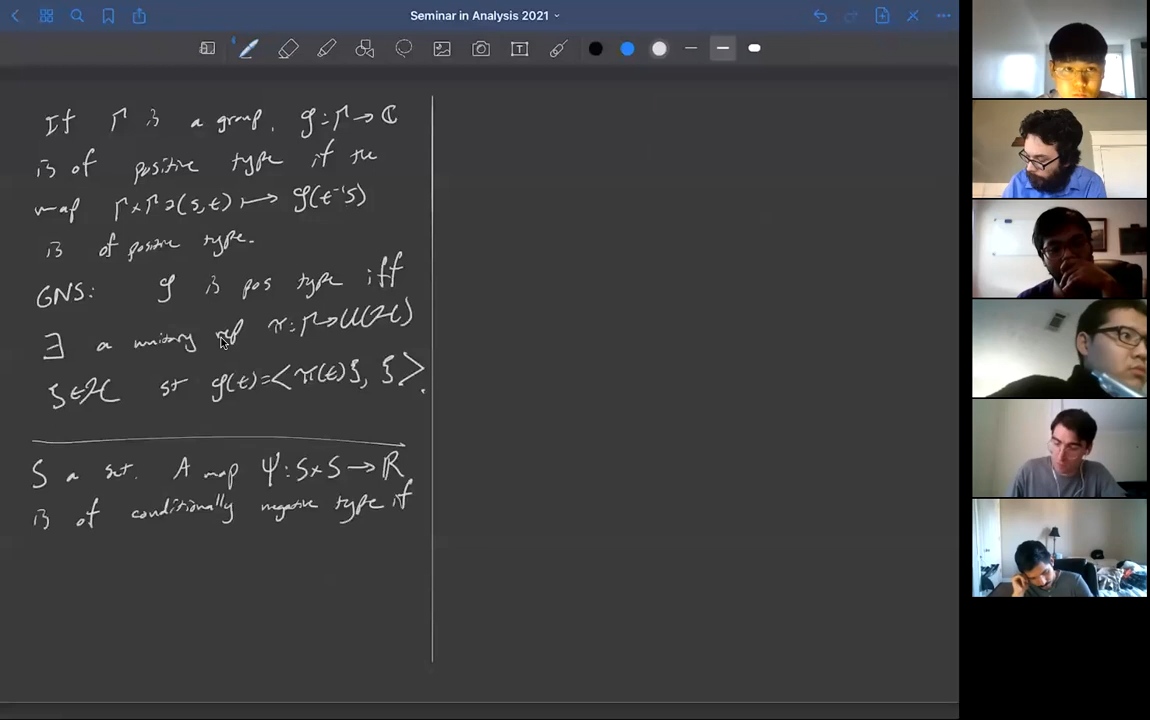 Seminar in Analysis 2021
If Γ is a group, φ: Γ → ℂ
is of positive type if the
map Γ×Γ ∋ (s,t) ↦ φ(t⁻¹s)
is of positive type.
GNS: φ is pos type iff
∃ a unitary rep π: Γ → U(ℋ)
ξ ∈ ℋ st φ(t) = <π(t)ξ, ξ>.
S a set. A map Ψ: S×S → ℝ
is of conditionally negative type if